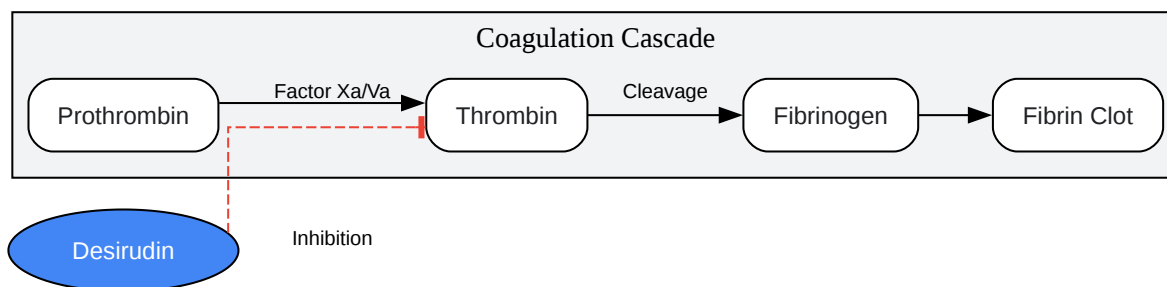 Coagulation Cascade
Prothrombin
Factor Xa/Va
Thrombin
Cleavage
Fibrinogen
Fibrin Clot
Desirudin
Inhibition